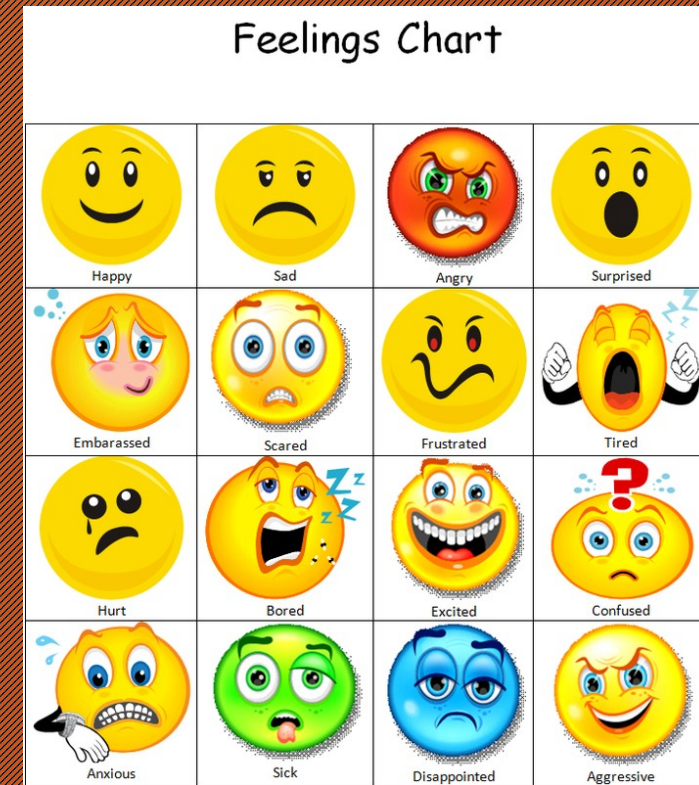 Feelings Chart
Happy Sad Angry Surprised
Embarassed Scared Frustrated Tired
Hurt Bored Excited Confused
Anxious Sick Disappointed Aggressive